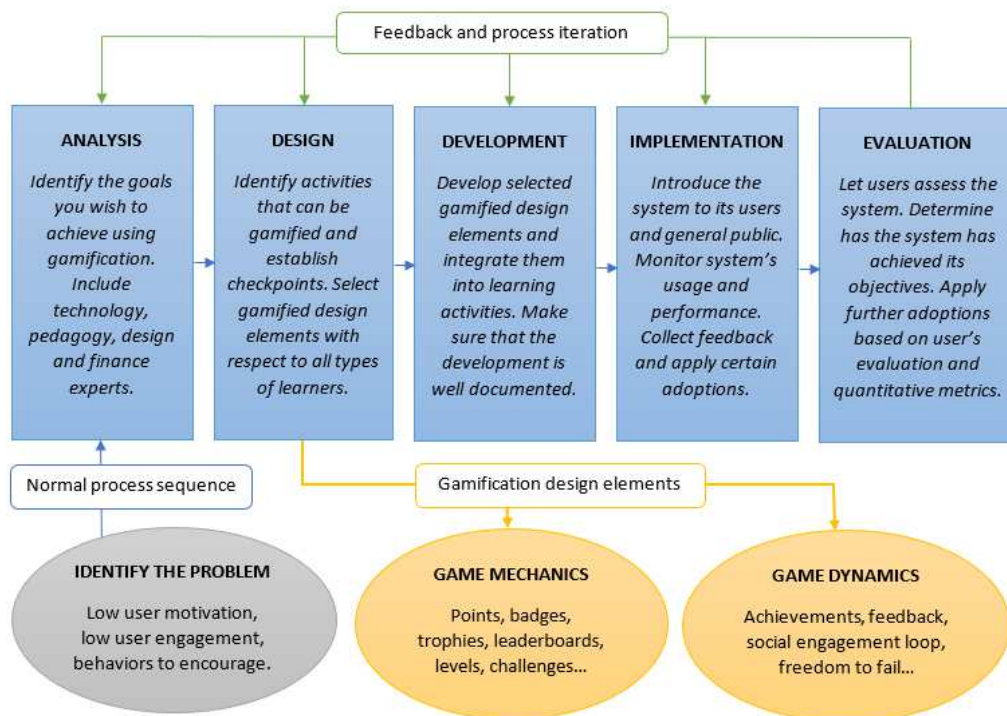 Feedback and process iteration
ANALYSIS
Identify the goals
you wish to
achieve using
gamification.
Include
technology,
pedagogy, design
and finance
experts.
DESIGN
Identify activities
that can be
gamified and
establish
checkpoints. Select
gamified design
elements with
respect to all types
of learners.
DEVELOPMENT
Develop selected
gamified design
elements and
integrate them
into learning
activities. Make
sure that the
development is
well documented.
IMPLEMENTATION
Introduce the
system to its users
and general public.
Monitor system's
usage and
performance.
Collect feedback
and apply certain
adoptions.
EVALUATION
Let users assess the
system. Determine
has the system has
achieved its
objectives. Apply
further adoptions
based on user's
evaluation and
quantitative metrics.
Normal process sequence
Gamification design elements
IDENTIFY THE PROBLEM
Low user motivation,
low user engagement,
behaviors to encourage.
GAME MECHANICS
Points, badges,
trophies, leaderboards,
levels, challenges...
GAME DYNAMICS
Achievements, feedback,
social engagement loop,
freedom to fail...